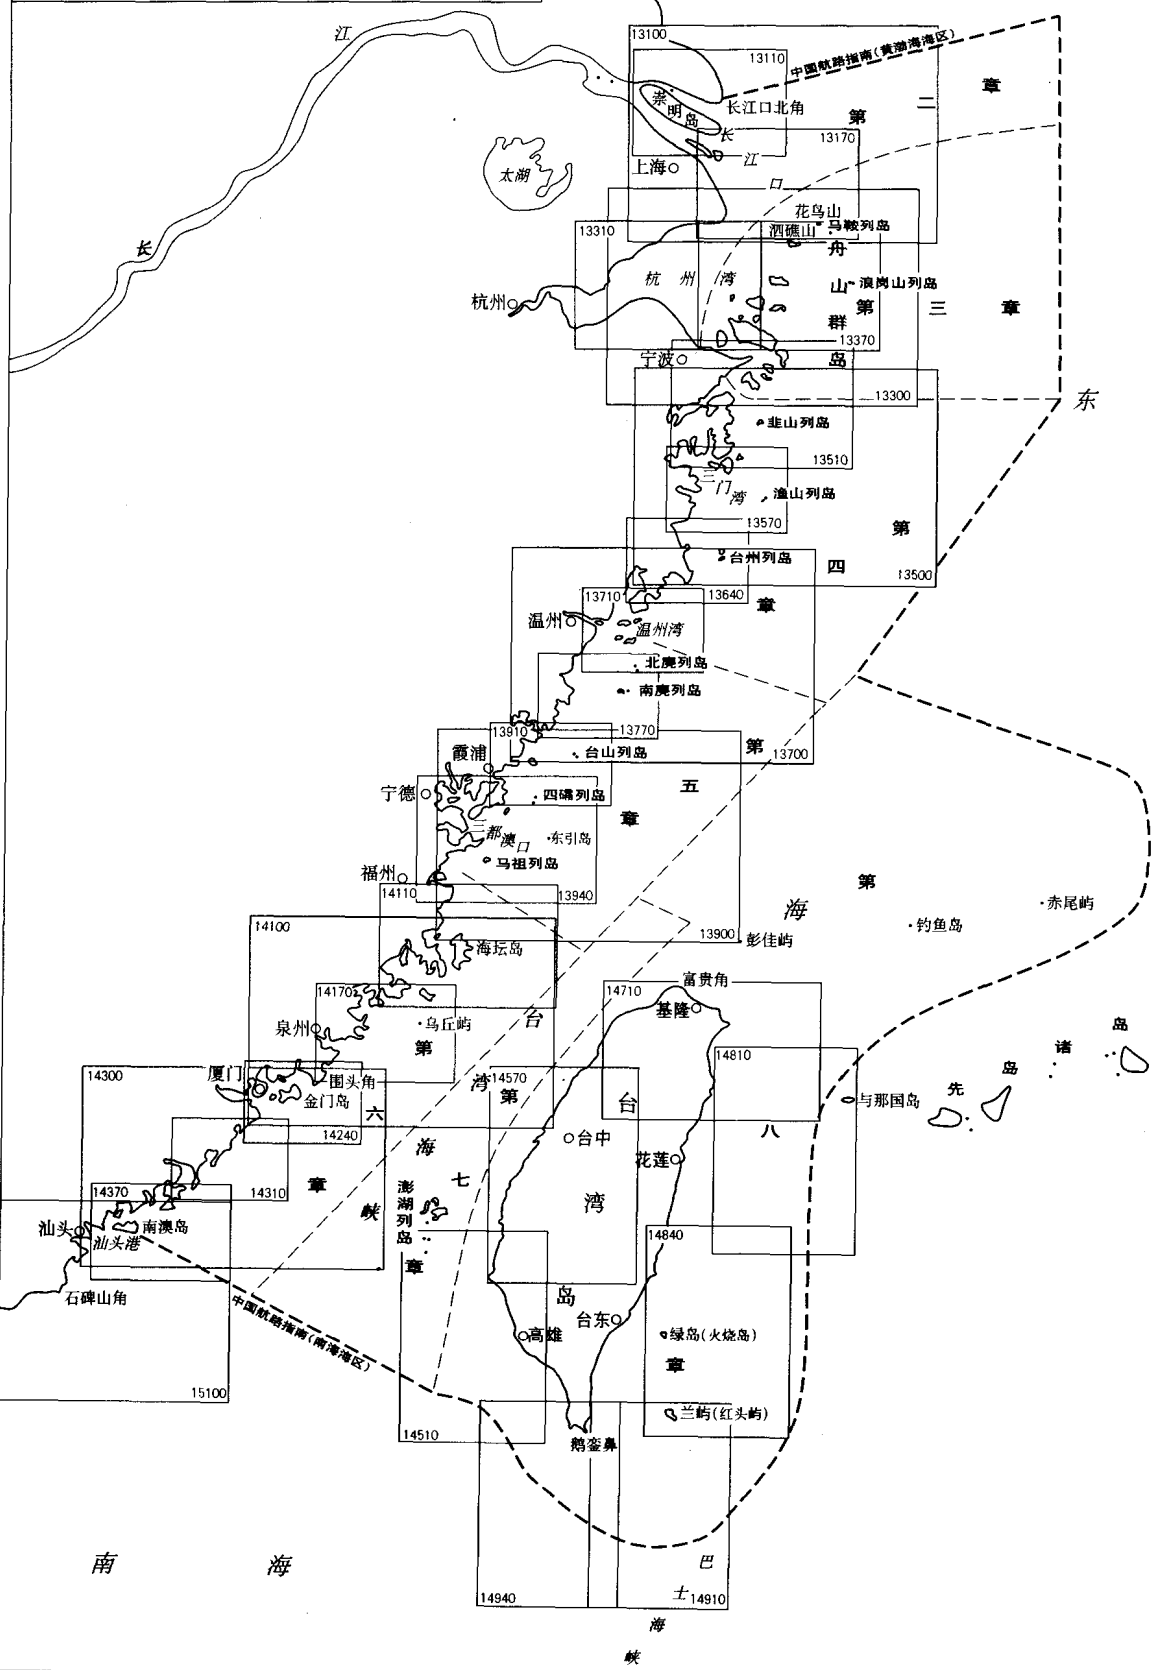 江
13100
13110
中国航路指南(黄渤海海区)
章
二
崇明岛
长江口北角
第
13170
长江口
上海
太湖
花鸟山
泗礁山
马鞍列岛
13310
长
杭州湾
舟山群岛
浪岗山列岛
杭州
第三章
13370
宁波
13300
东
韭山列岛
13510
三门湾
渔山列岛
13570
第
台州列岛
四
13500
13710
13640
章
温州
温州湾
北麂列岛
南麂列岛
13910
13770
第
台山列岛
13700
霞浦
五
宁德
四礵列岛
章
三都澳口
东引岛
马祖列岛
福州
第
14110
13940
海
赤尾屿
钓鱼岛
14100
13900
彭佳屿
海坛岛
富贵角
14170
14710
基隆
台
泉州
乌丘屿
第
14810
先岛诸岛
厦门
14300
围头角
湾
14570
第
金门岛
六
台
与那国岛
14240
海
台中
八
花莲
14370
14310
章
澎湖列岛
七
峡
湾
汕头
汕头港
南澳岛
14840
章
石碑山角
岛
中国航路指南(南海海区)
台东
高雄
绿岛(火烧岛)
章
15100
兰屿(红头屿)
14510
鹅銮鼻
南海
巴士海峡
14940
14910